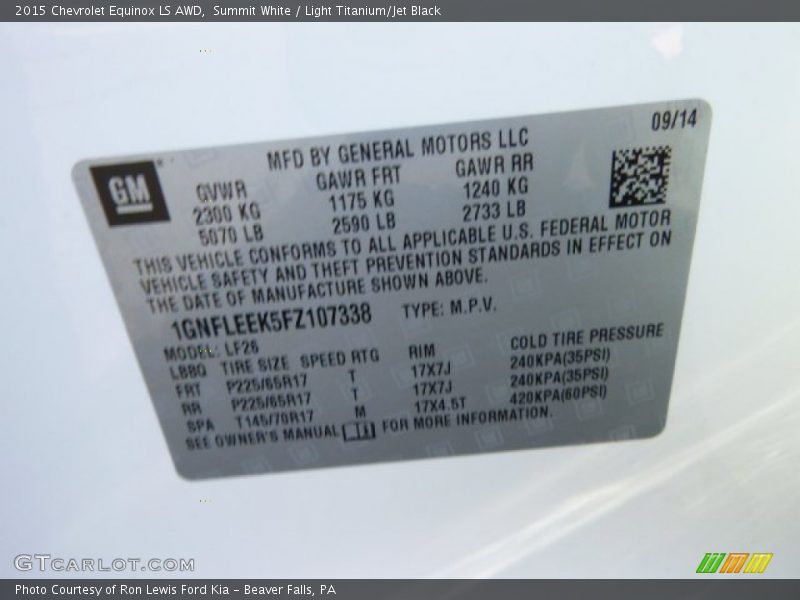 2015 Chevrolet Equinox LS AWD, Summit White / Light Titanium/Jet Black
09/14
GM
MFD BY GENERAL MOTORS LLC
GVWR GAWR FRT GAWR RR
2300 KG 1175 KG 1240 KG
5070 LB 2590 LB 2733 LB
THIS VEHICLE CONFORMS TO ALL APPLICABLE U.S. FEDERAL MOTOR
VEHICLE SAFETY AND THEFT PREVENTION STANDARDS IN EFFECT ON
THE DATE OF MANUFACTURE SHOWN ABOVE.
1GNFLEEK5FZ107338 TYPE: M.P.V.
MODEL: LF26
LBBQ TIRE SIZE SPEED RTG RIM COLD TIRE PRESSURE
FRT P225/65R17 T 17X7J 240KPA(35PSI)
RR P225/65R17 T 17X7J 240KPA(35PSI)
SPA T145/70R17 M 17X4.5T 420KPA(60PSI)
SEE OWNER'S MANUAL FOR MORE INFORMATION.
GTCARLOT.COM
Photo Courtesy of Ron Lewis Ford Kia - Beaver Falls, PA